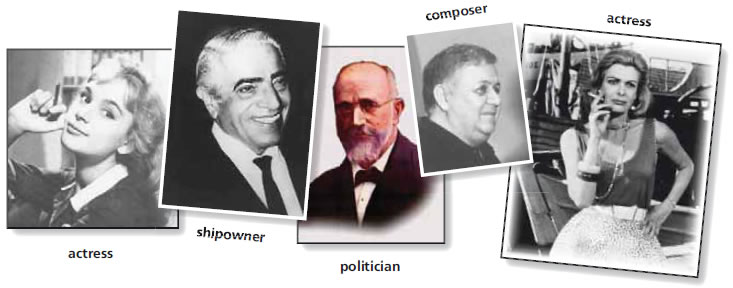 actress
shipowner
politician
composer
actress